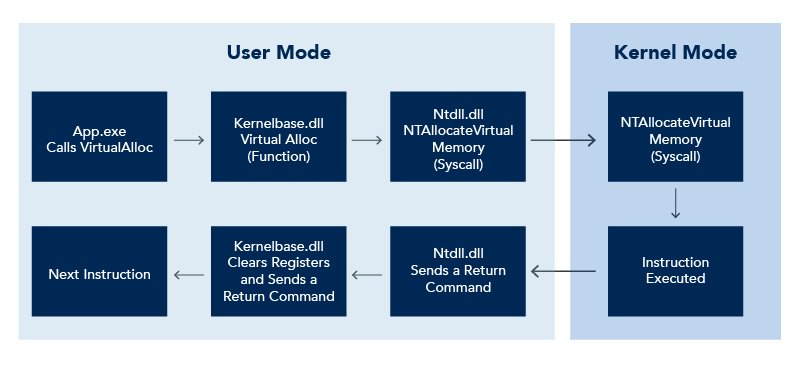 User Mode
Kernel Mode
App.exe
Calls VirtualAlloc
Kernelbase.dll
Virtual Alloc
(Function)
Ntdll.dll
NTAllocateVirtual
Memory
(Syscall)
NTAllocateVirtual
Memory
(Syscall)
Next Instruction
Kernelbase.dll
Clears Registers
and Sends a
Return Command
Ntdll.dll
Sends a Return
Command
Instruction
Executed